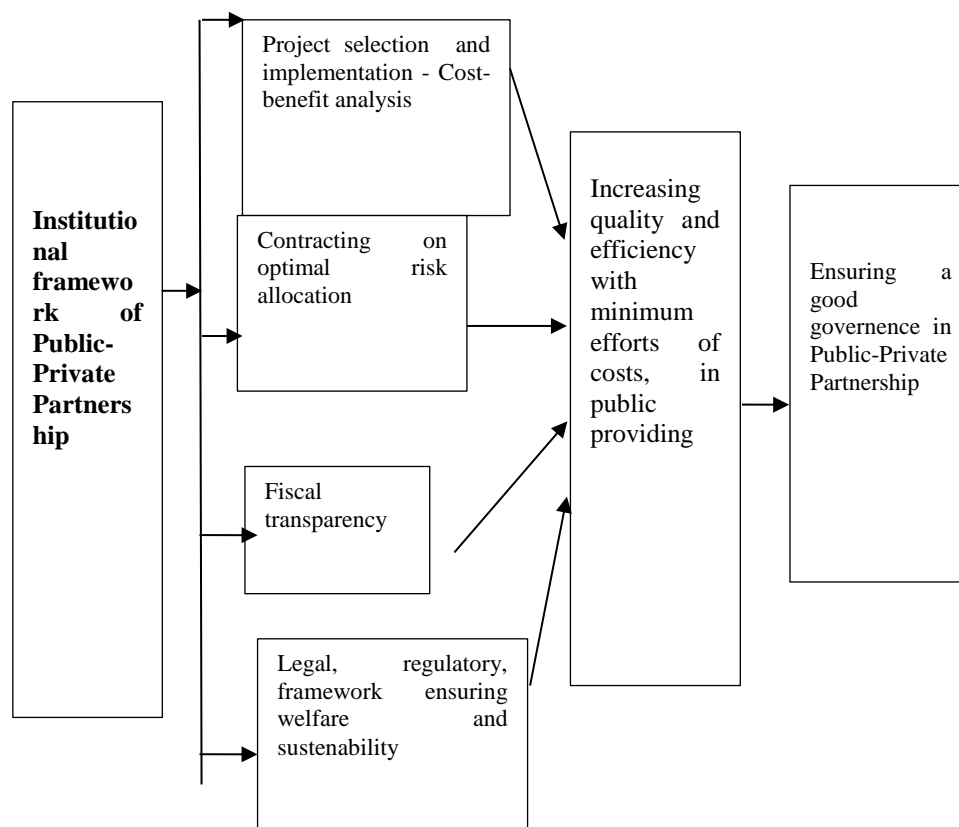 Institutio
nal
framewo
rk of
Public-
Private
Partners
hip
Project selection and
implementation - Cost-
benefit analysis
Contracting on
optimal risk
allocation
Fiscal
transparency
Legal, regulatory,
framework ensuring
welfare and
sustenability
Increasing
quality and
efficiency
with
minimum
efforts of
costs, in
public
providing
Ensuring a
good
governence in
Public-Private
Partnership